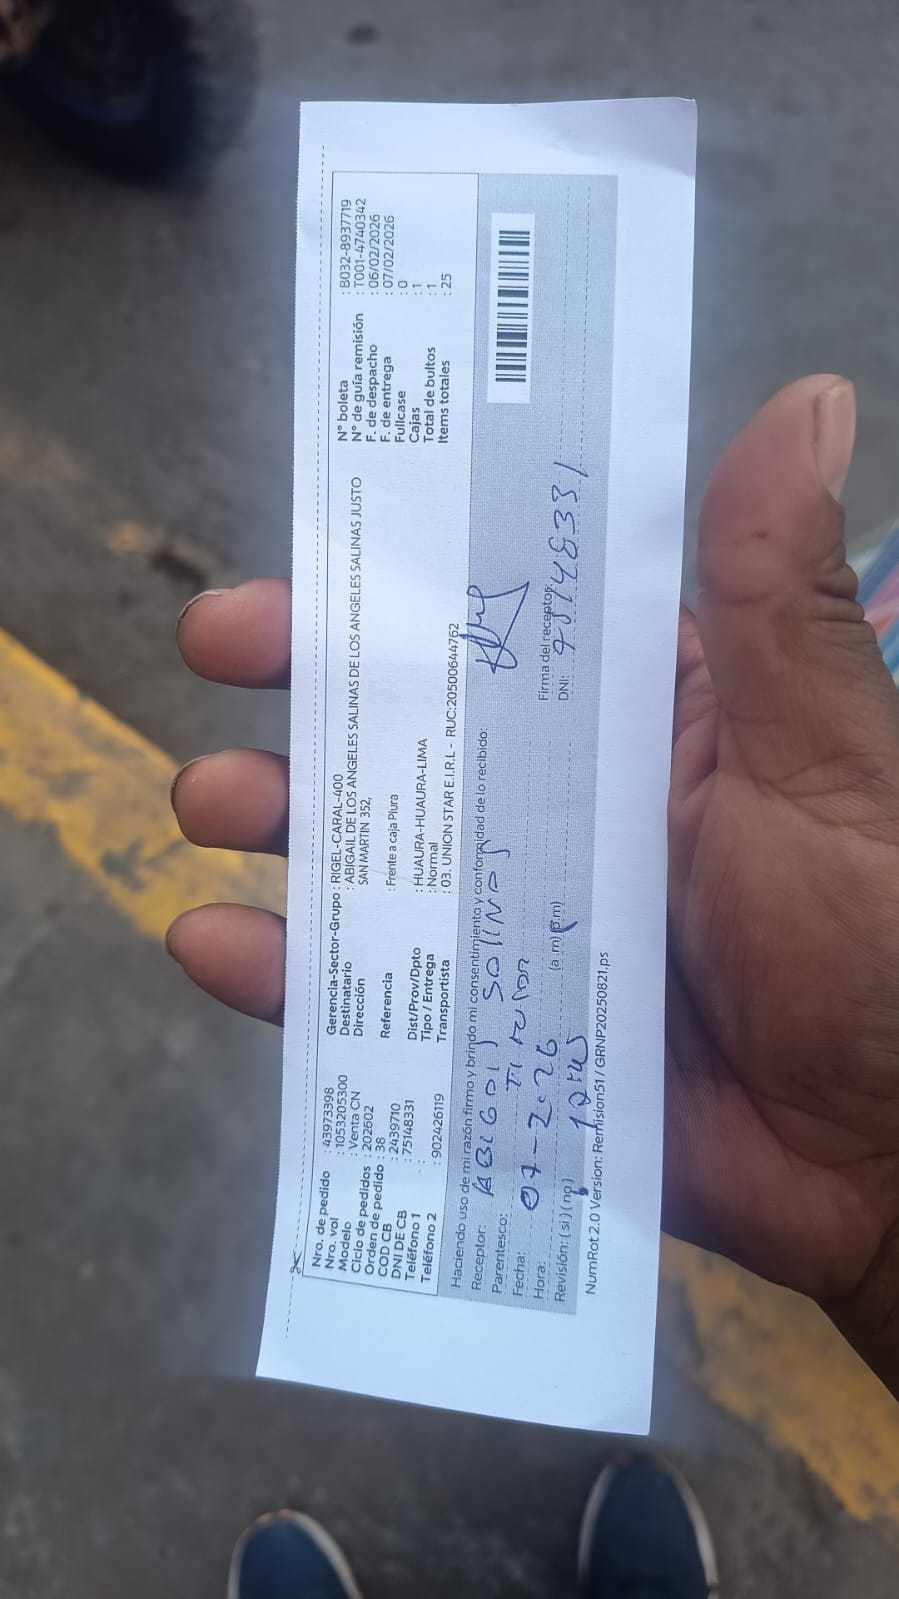 Nro. de pedido : 43973398
Nro. vol : 1053205300
Modelo : Venta CN
Ciclo de pedidos : 202602
Orden de pedido : 38
COD CB : 2439710
DNI DE CB : 75148331
Teléfono 1 :
Teléfono 2 : 902426119
Gerencia-Sector-Grupo : RIGEL-CARAL-400
Destinatario : ABIGAIL DE LOS ANGELES SALINAS DE LOS ANGELES SALINAS JUSTO
Dirección SAN MARTIN 352,
Referencia : Frente a caja Piura
Dist/Prov/Dpto : HUAURA-HUAURA-LIMA
Tipo / Entrega : Normal
Transportista : 03. UNION STAR E.I.R.L - RUC:20500644762
N° boleta : B032-8937719
N° de guía remisión : T001-4740342
F. de despacho : 06/02/2026
F. de entrega : 07/02/2026
Fullcase : 0
Cajas : 1
Total de bultos : 1
Items totales : 25
Haciendo uso de mi razón firmo y brindo mi consentimiento y conformidad de lo recibido:
Receptor:
Parentesco:
Fecha: 07-2-26
Hora: (a.m) (p.m)
Revisión: (si) (no)
Firma del receptor
DNI: 75148331
NumRot 2.0 Version: Remision51 / GRNP20250821.ps